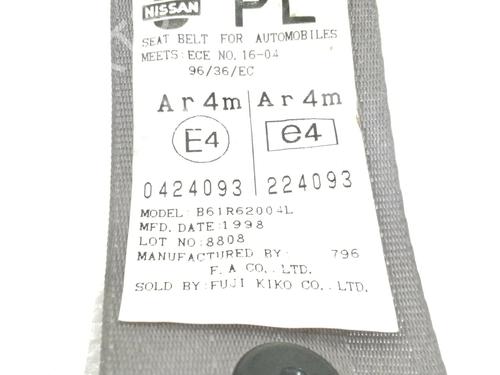 NISSAN PL
SEAT BELT FOR AUTOMOBILES
MEETS:ECE NO.16-04
96/36/EC
Ar4m Ar4m
E4 e4
0424093 224093
MODEL: B61R62004L
MFD. DATE:1998
LOT NO:8808
MANUFACTURED BY: 796
F.A CO., LTD.
SOLD BY:FUJI KIKO CO., LTD.